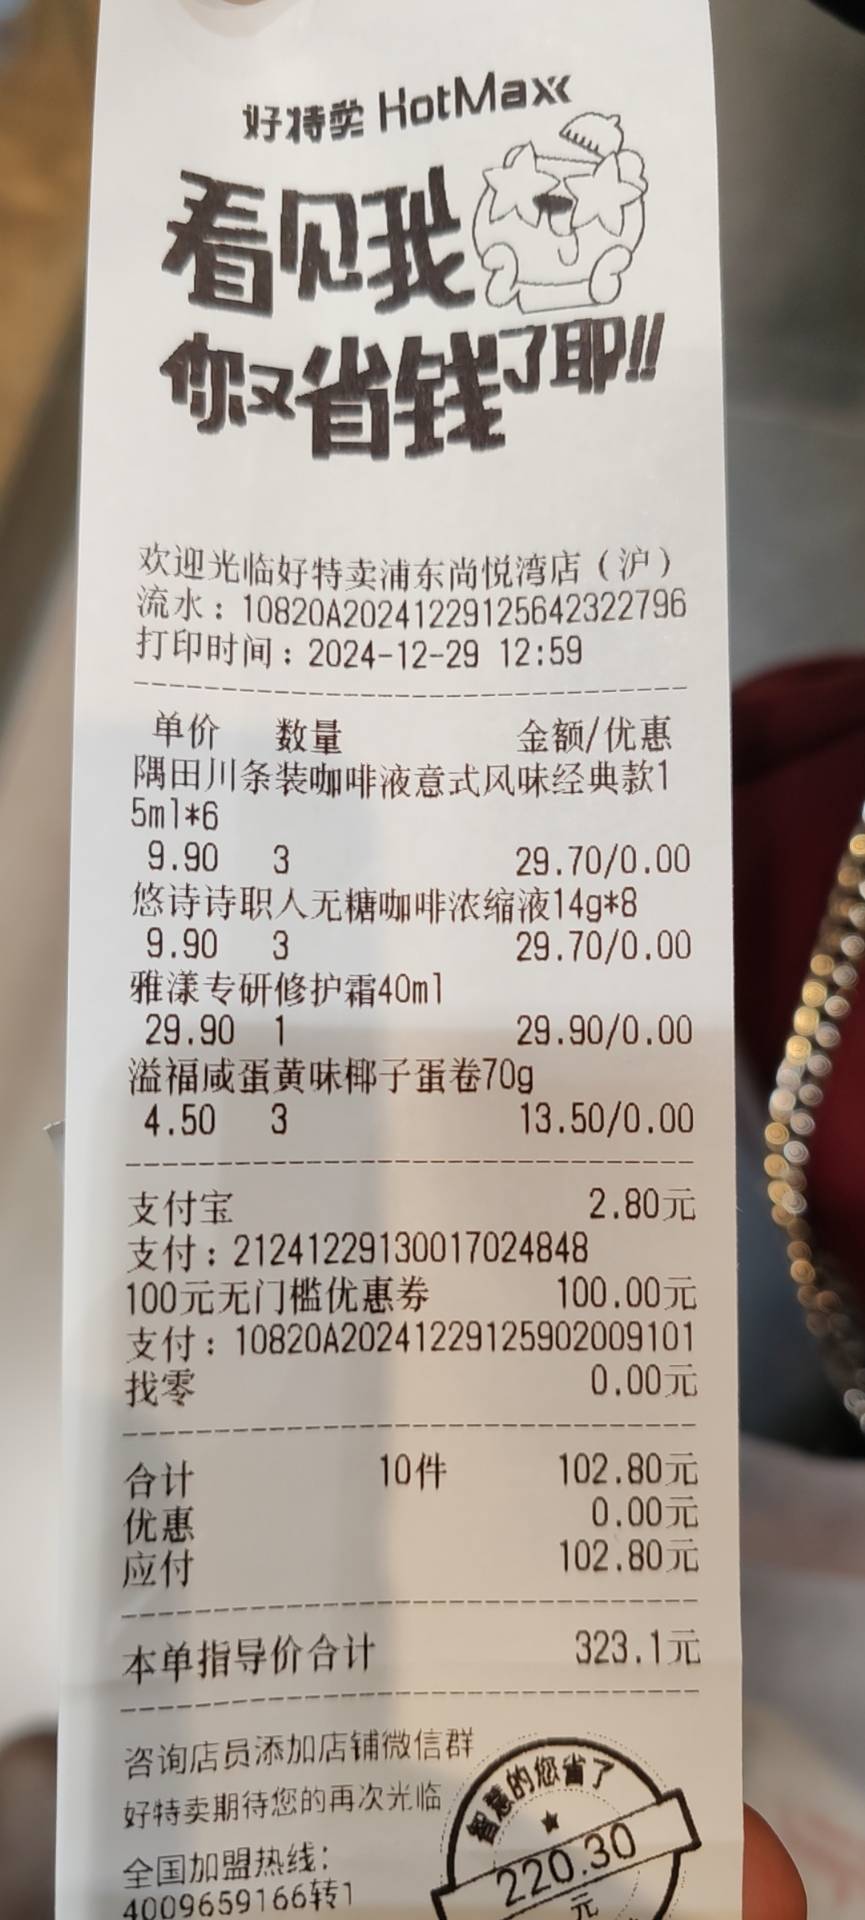 好特卖 HotMaxx
看见我
你又省钱了耶!!
欢迎光临好特卖浦东尚悦湾店（沪）
流水：10820A20241229125642322796
打印时间：2024-12-29 12:59
单价 数量 金额/优惠
隅田川条装咖啡液意式风味经典款1
5ml*6
9.90 3 29.70/0.00
悠诗诗职人无糖咖啡浓缩液14g*8
9.90 3 29.70/0.00
雅漾专研修护霜40ml
29.90 1 29.90/0.00
溢福咸蛋黄味椰子蛋卷70g
4.50 3 13.50/0.00
支付宝 2.80元
支付：21241229130017024848
100元无门槛优惠券 100.00元
支付：10820A20241229125902009101
找零 0.00元
合计 10件 102.80元
优惠 0.00元
应付 102.80元
本单指导价合计 323.1元
咨询店员添加店铺微信群
好特卖期待您的再次光临
全国加盟热线：
4009659166转1
智慧的您省了
220.30
元